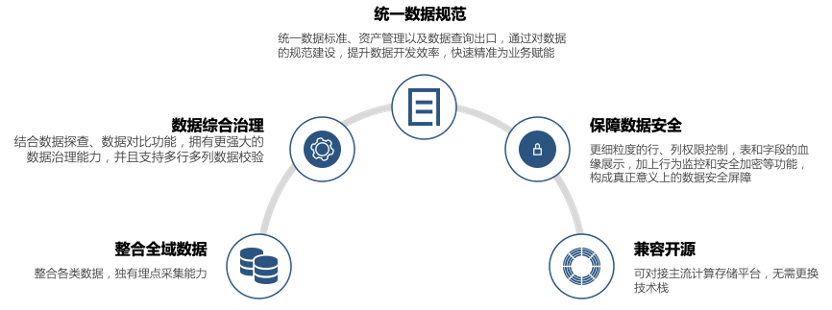 统一数据规范
统一数据标准、资产管理以及数据查询出口，通过对数据
的规范建设，提升数据开发效率，快速精准为业务赋能
数据综合治理
结合数据探查、数据对比功能，拥有更强大的
数据治理能力，并且支持多行多列数据校验
保障数据安全
更细粒度的行、列权限控制，表和字段的血
缘展示，加上行为监控和安全加密等功能，
构成真正意义上的数据安全屏障
整合全域数据
整合各类数据，独有埋点采集能力
兼容开源
可对接主流计算存储平台，无需更换
技术栈